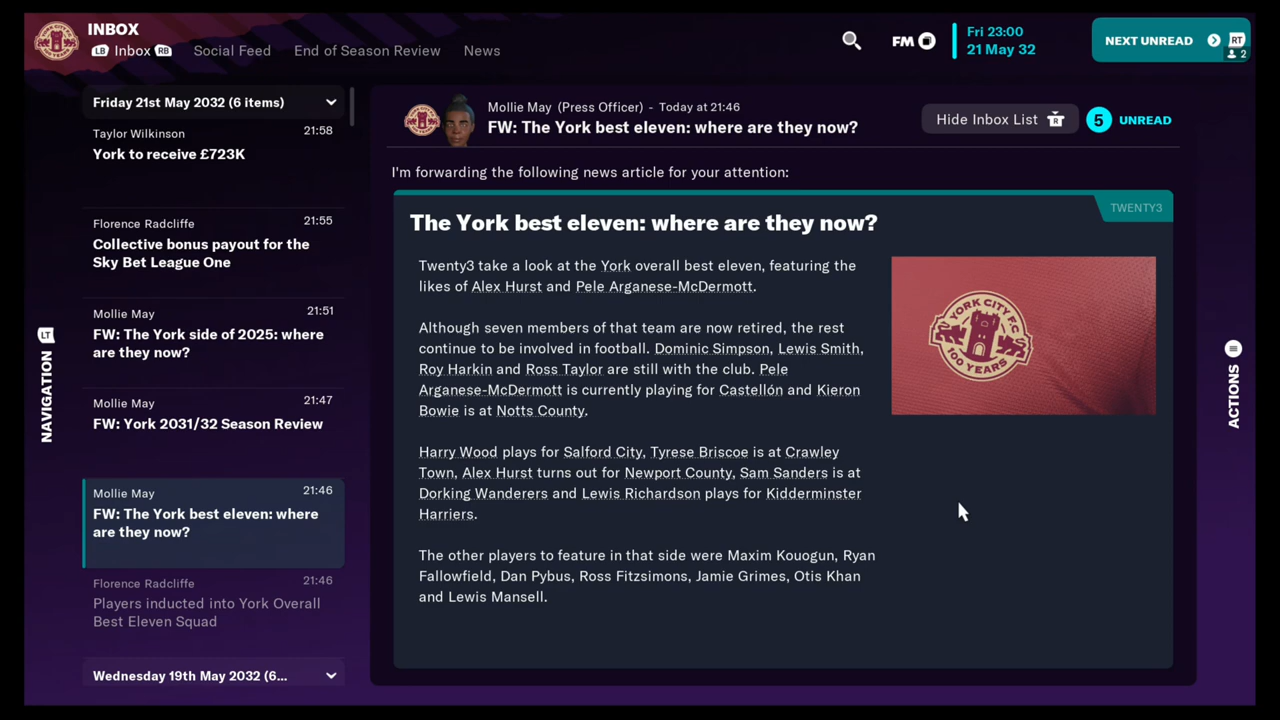 INBOX
LB Inbox RB
Social Feed
End of Season Review
News
FM
Fri 23:00
21 May 32
NEXT UNREAD
RT
2
Friday 21st May 2032 (6 items)
Taylor Wilkinson 21:58
York to receive £723K
Florence Radcliffe 21:55
Collective bonus payout for the
Sky Bet League One
Mollie May 21:51
FW: The York side of 2025: where
are they now?
Mollie May 21:47
FW: York 2031/32 Season Review
Mollie May 21:46
FW: The York best eleven: where
are they now?
Florence Radcliffe 21:46
Players inducted into York Overall
Best Eleven Squad
Wednesday 19th May 2032 (6...
LT
NAVIGATION
Mollie May (Press Officer) - Today at 21:46
FW: The York best eleven: where are they now?
Hide Inbox List R
5 UNREAD
I'm forwarding the following news article for your attention:
TWENTY3
The York best eleven: where are they now?
Twenty3 take a look at the York overall best eleven, featuring the
likes of Alex Hurst and Pele Arganese-McDermott.
Although seven members of that team are now retired, the rest
continue to be involved in football. Dominic Simpson, Lewis Smith,
Roy Harkin and Ross Taylor are still with the club. Pele
Arganese-McDermott is currently playing for Castellón and Kieron
Bowie is at Notts County.
Harry Wood plays for Salford City, Tyrese Briscoe is at Crawley
Town, Alex Hurst turns out for Newport County, Sam Sanders is at
Dorking Wanderers and Lewis Richardson plays for Kidderminster
Harriers.
The other players to feature in that side were Maxim Kouogun, Ryan
Fallowfield, Dan Pybus, Ross Fitzsimons, Jamie Grimes, Otis Khan
and Lewis Mansell.
YORK CITY F.C.
100 YEARS
ACTIONS